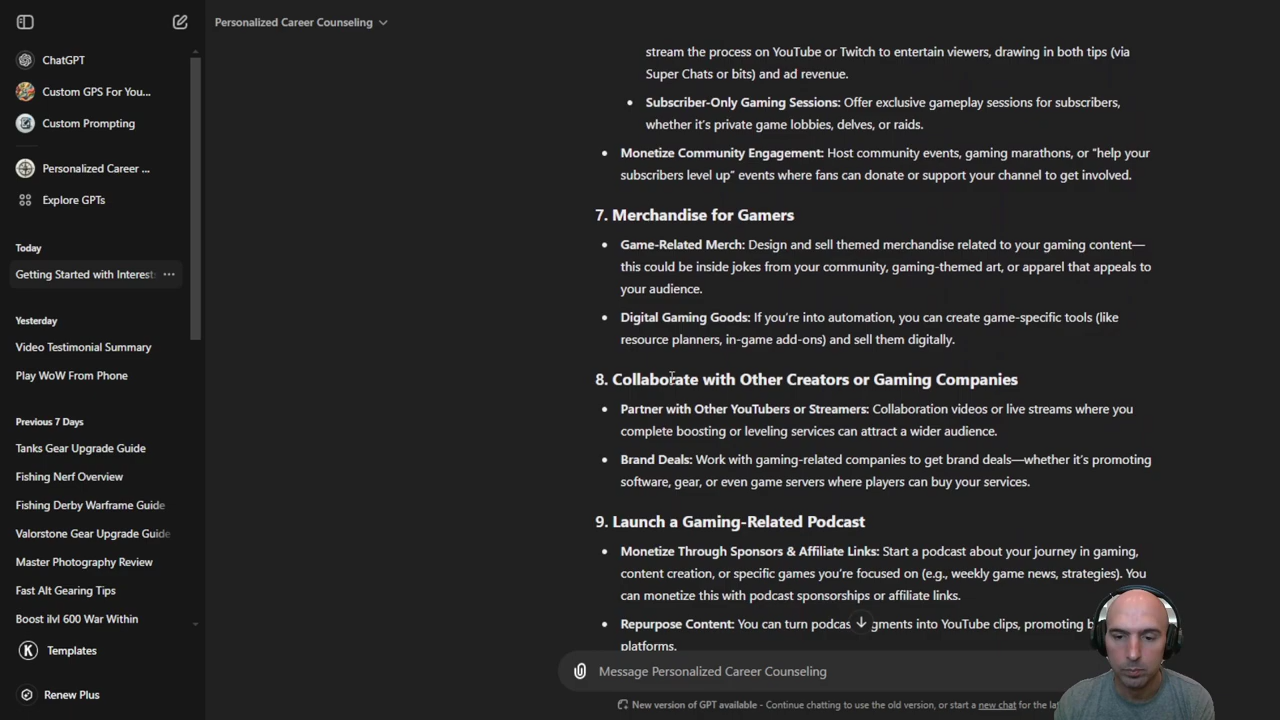 Personalized Career Counseling
ChatGPT
Custom GPS For You...
Custom Prompting
Personalized Career ...
Explore GPTs
Today
Getting Started with Interest
Yesterday
Video Testimonial Summary
Play WoW From Phone
Previous 7 Days
Tanks Gear Upgrade Guide
Fishing Nerf Overview
Fishing Derby Warframe Guide
Valorstone Gear Upgrade Guide
Master Photography Review
Fast Alt Gearing Tips
Boost ilvl 600 War Within
Templates
Renew Plus
stream the process on YouTube or Twitch to entertain viewers, drawing in both tips (via
Super Chats or bits) and ad revenue.
• Subscriber-Only Gaming Sessions: Offer exclusive gameplay sessions for subscribers,
whether it's private game lobbies, delves, or raids.
• Monetize Community Engagement: Host community events, gaming marathons, or "help your
subscribers level up" events where fans can donate or support your channel to get involved.
7. Merchandise for Gamers
• Game-Related Merch: Design and sell themed merchandise related to your gaming content—
this could be inside jokes from your community, gaming-themed art, or apparel that appeals to
your audience.
• Digital Gaming Goods: If you're into automation, you can create game-specific tools (like
resource planners, in-game add-ons) and sell them digitally.
8. Collaborate with Other Creators or Gaming Companies
• Partner with Other YouTubers or Streamers: Collaboration videos or live streams where you
complete boosting or leveling services can attract a wider audience.
• Brand Deals: Work with gaming-related companies to get brand deals—whether it's promoting
software, gear, or even game servers where players can buy your services.
9. Launch a Gaming-Related Podcast
• Monetize Through Sponsors & Affiliate Links: Start a podcast about your journey in gaming,
content creation, or specific games you're focused on (e.g., weekly game news, strategies). You
can monetize this with podcast sponsorships or affiliate links.
• Repurpose Content: You can turn podcas gments into YouTube clips, promoting
platforms.
Message Personalized Career Counseling
New version of GPT available - Continue chatting to use the old version, or start a new chat for the